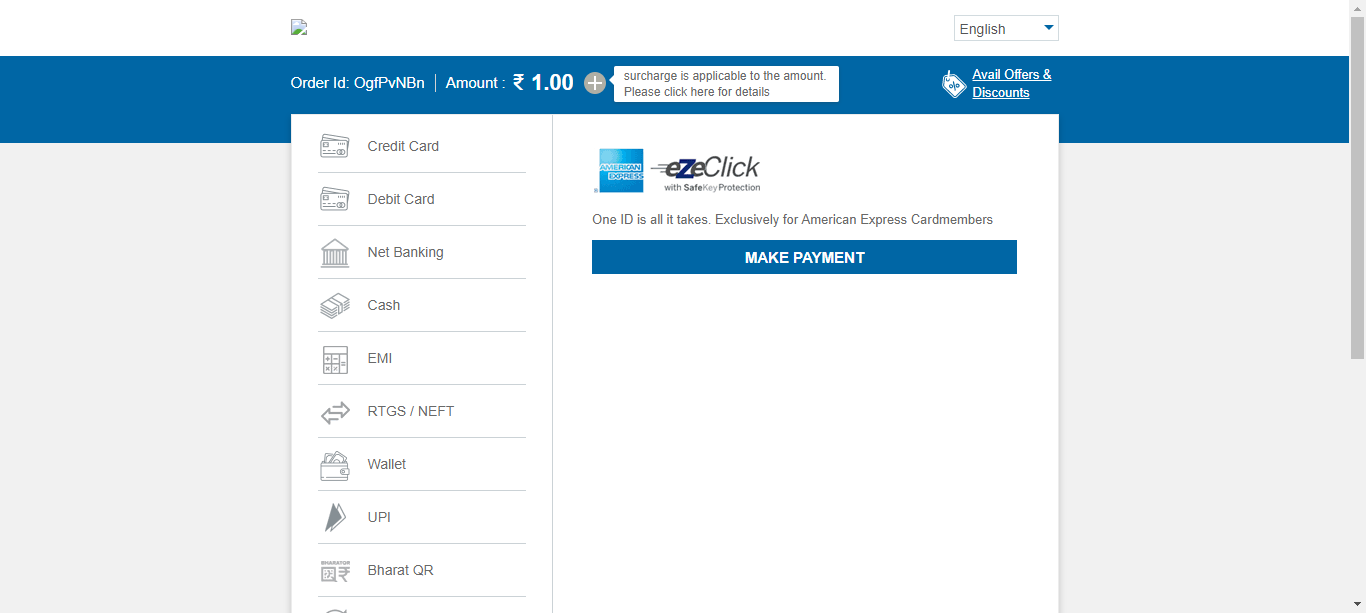 English
Order Id: OgfPvNBn
Amount : ₹ 1.00
surcharge is applicable to the amount.
Please click here for details
Avail Offers &
Discounts
Credit Card
Debit Card
Net Banking
Cash
EMI
RTGS / NEFT
Wallet
UPI
BHARATQR
Bharat QR
AMERICAN
EXPRESS
eZeClick
with SafeKey Protection
One ID is all it takes. Exclusively for American Express Cardmembers
MAKE PAYMENT